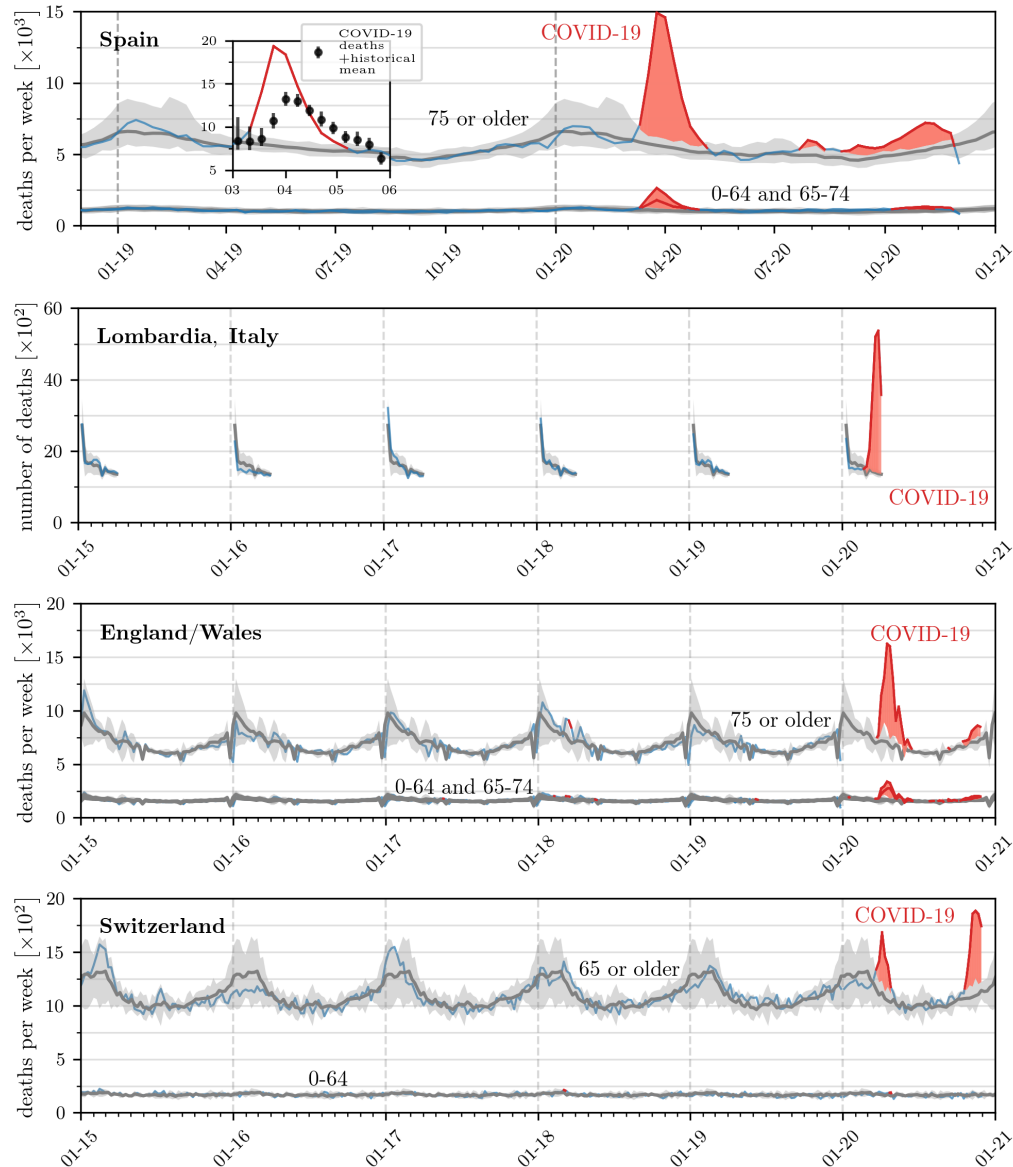 deaths per week [×10³]
15
10
5
0
Spain
20
15
10
5
03
04
05
06
COVID-19
deaths
+historical
mean
COVID-19
75 or older
0-64 and 65-74
01-19
04-19
07-19
10-19
01-20
04-20
07-20
10-20
01-21
number of deaths [×10²]
60
40
20
0
Lombardia, Italy
COVID-19
01-15
01-16
01-17
01-18
01-19
01-20
01-21
deaths per week [×10³]
20
15
10
5
0
England/Wales
COVID-19
75 or older
0-64 and 65-74
01-15
01-16
01-17
01-18
01-19
01-20
01-21
deaths per week [×10²]
20
15
10
5
0
Switzerland
COVID-19
65 or older
0-64
01-15
01-16
01-17
01-18
01-19
01-20
01-21